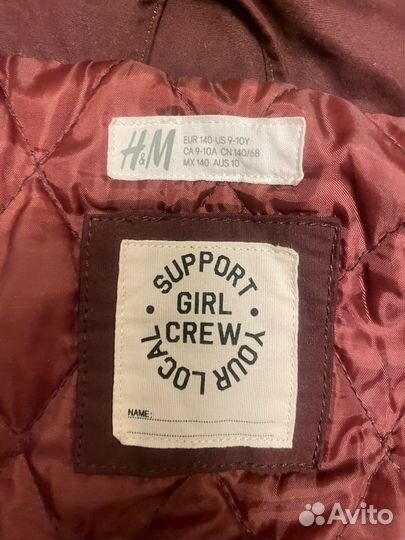 H&M
EUR 140 US 9-10Y
CA 9-10A CN 140/68
MX 140 AUS 10
SUPPORT YOUR LOCAL
GIRL
CREW
NAME:
Avito